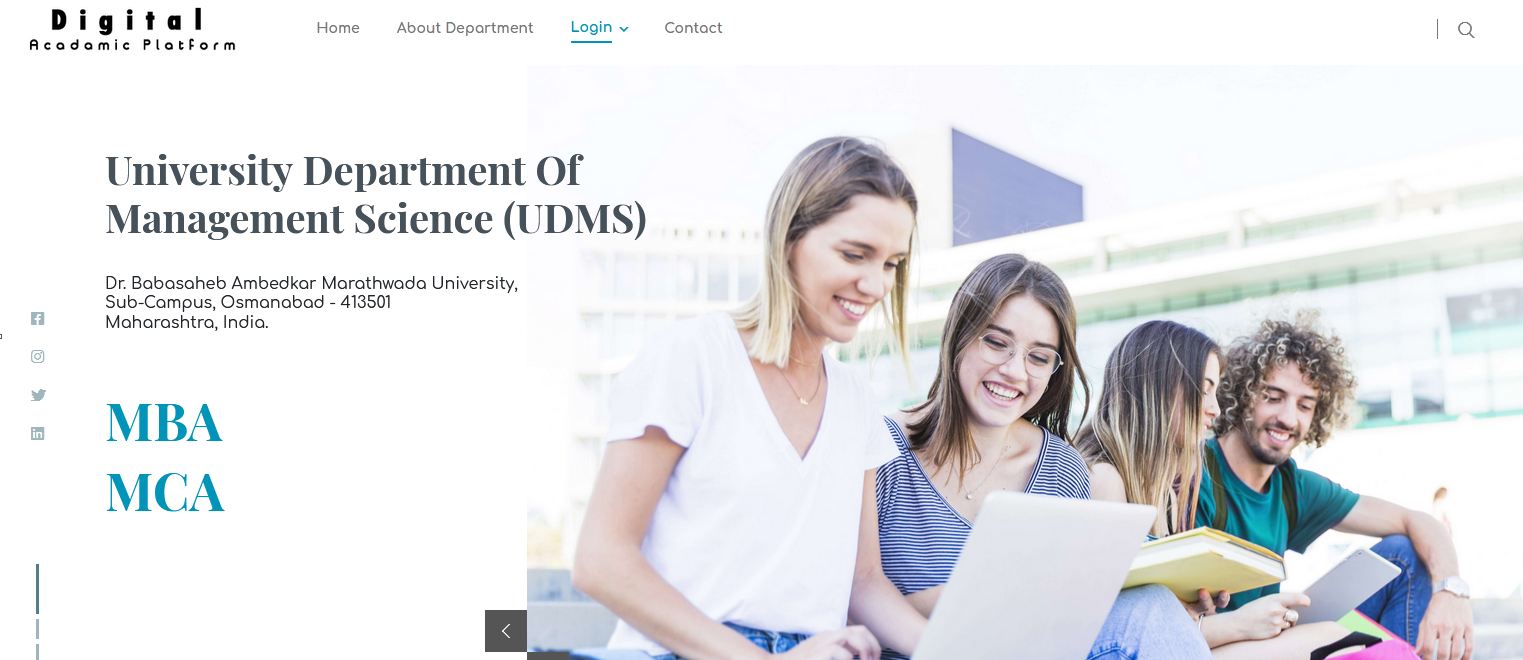 Digital
Acadamic Platform
Home
About Department
Login
Contact
University Department Of
Management Science (UDMS)
Dr. Babasaheb Ambedkar Marathwada University,
Sub-Campus, Osmanabad - 413501
Maharashtra, India.
MBA
MCA